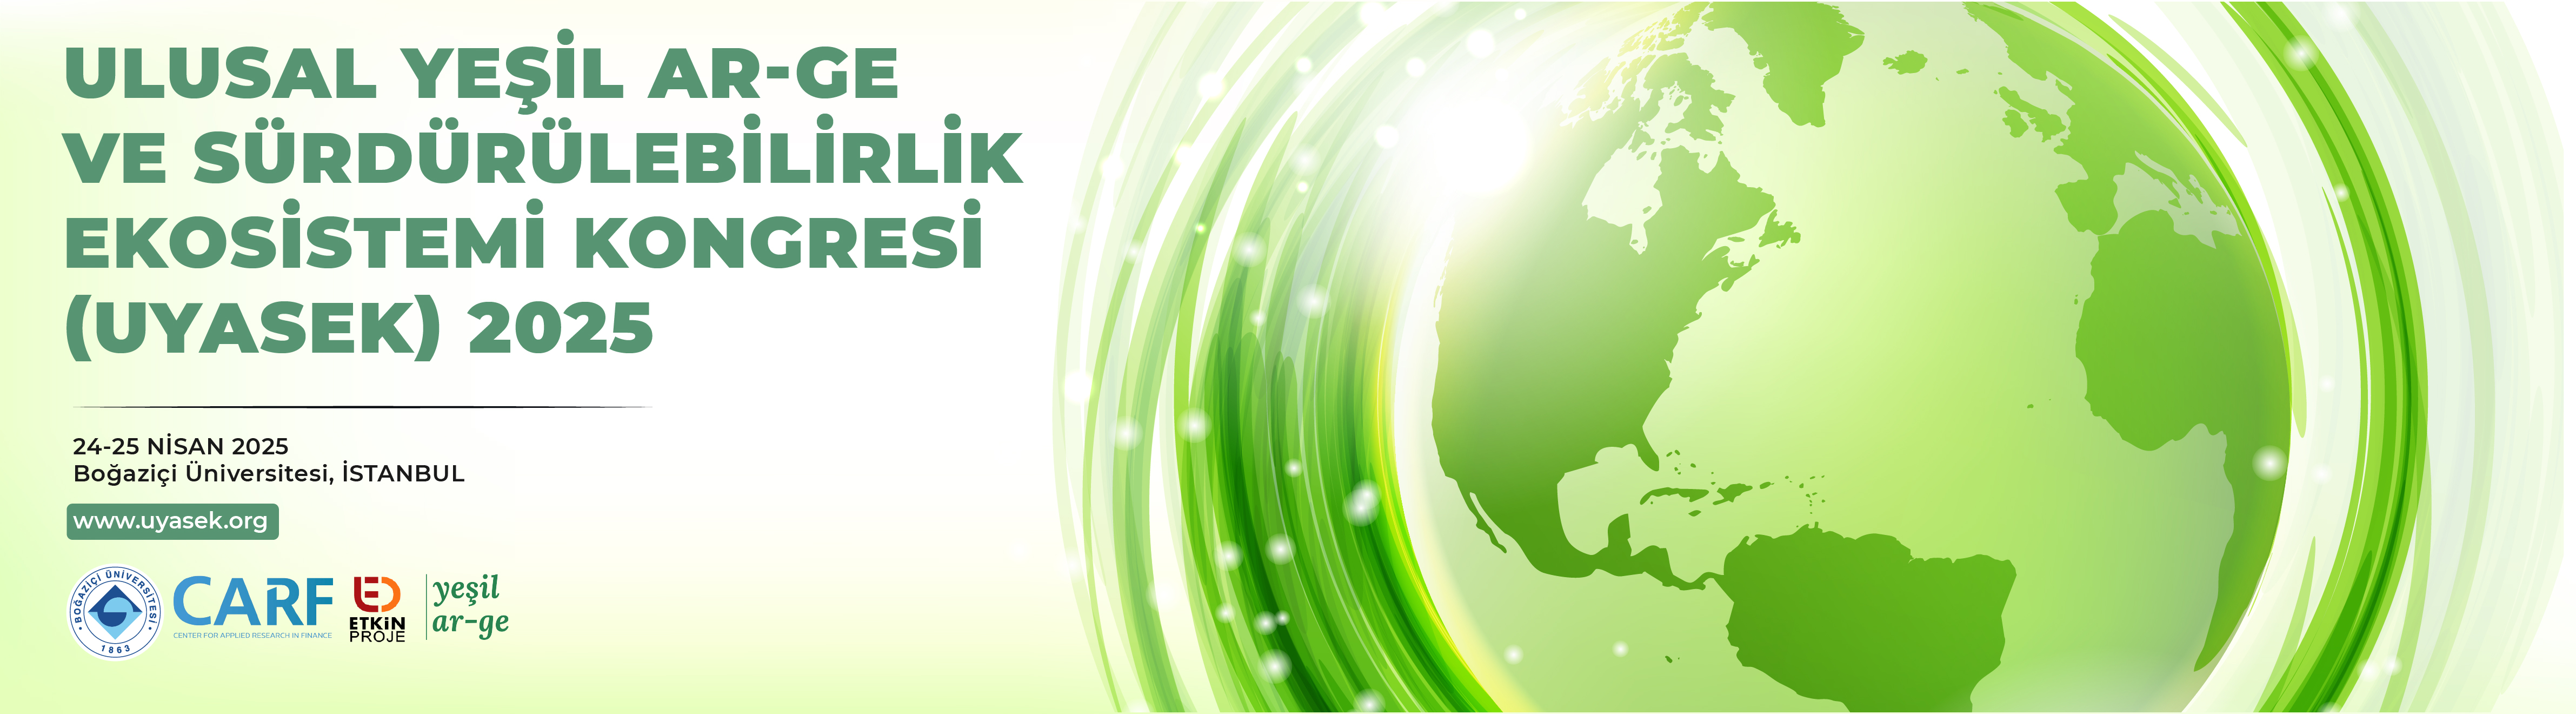 ULUSAL YEŞİL AR-GE
VE SÜRDÜRÜLEBİLİRLİK
EKOSİSTEMİ KONGRESİ
(UYASEK) 2025
24-25 NİSAN 2025
Boğaziçi Üniversitesi, İSTANBUL
www.uyasek.org
BOĞAZİÇİ ÜNİVERSİTESİ
1863
CARF
CENTER FOR APPLIED RESEARCH IN FINANCE
ETKiN
PROJE
yeşil
ar-ge